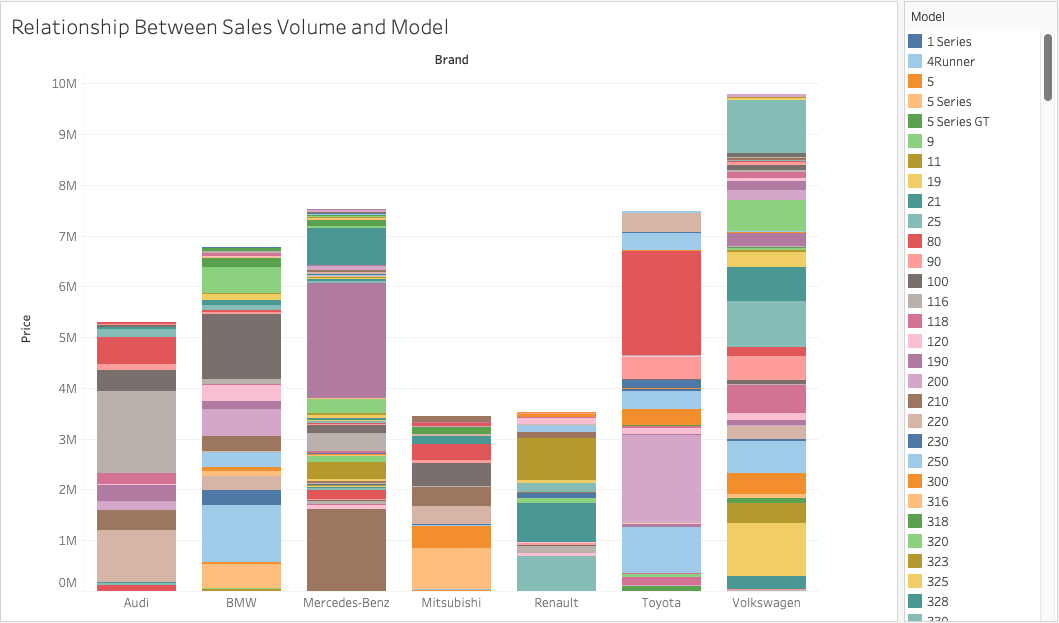 Relationship Between Sales Volume and Model
Brand
Price
10M
9M
8M
7M
6M
5M
4M
3M
2M
1M
0M
Audi
BMW
Mercedes-Benz
Mitsubishi
Renault
Toyota
Volkswagen
Model
1 Series
4Runner
5
5 Series
5 Series GT
9
11
19
21
25
80
90
100
116
118
120
190
200
210
220
230
250
300
316
318
320
323
325
328